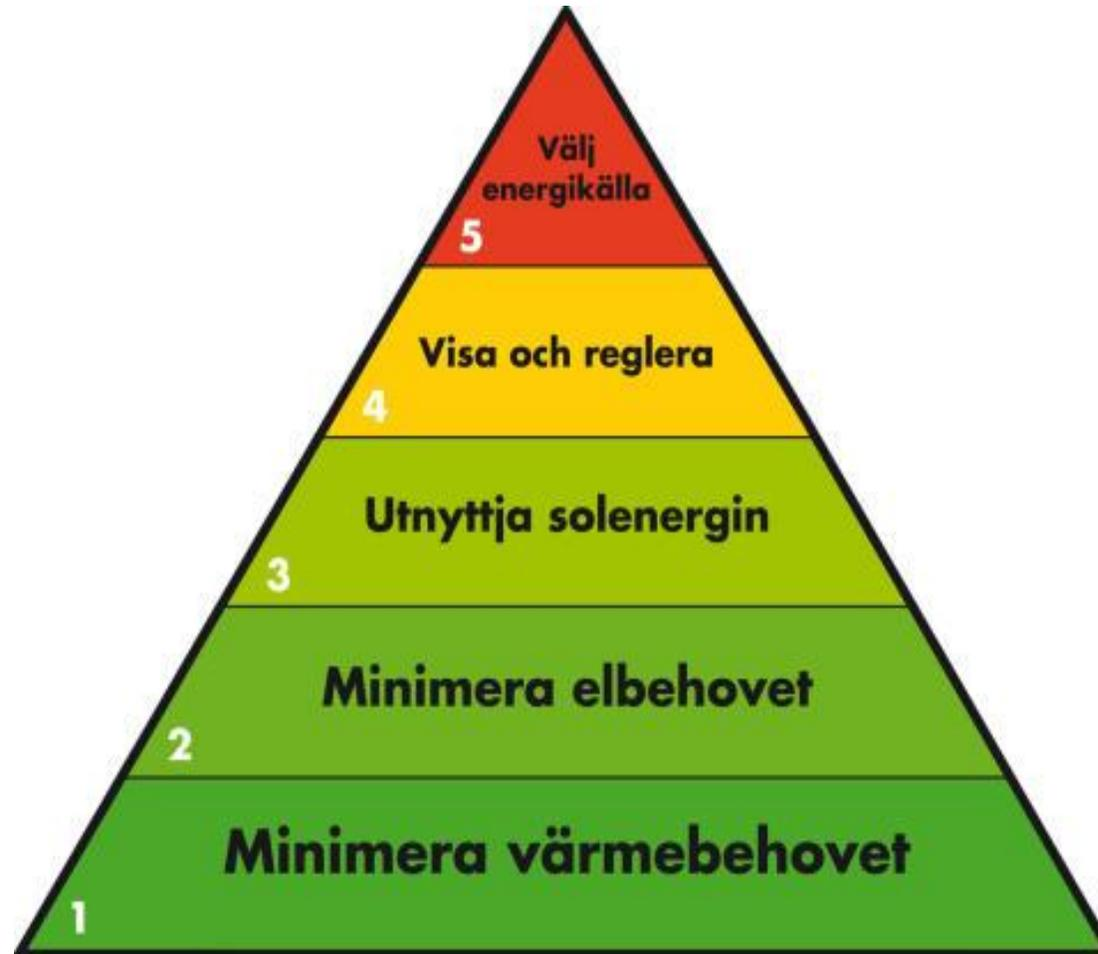 Välj
energikälla
5
Visa och reglera
4
Utnyttja solenergin
3
Minimera elbehovet
2
Minimera värmebehovet
1